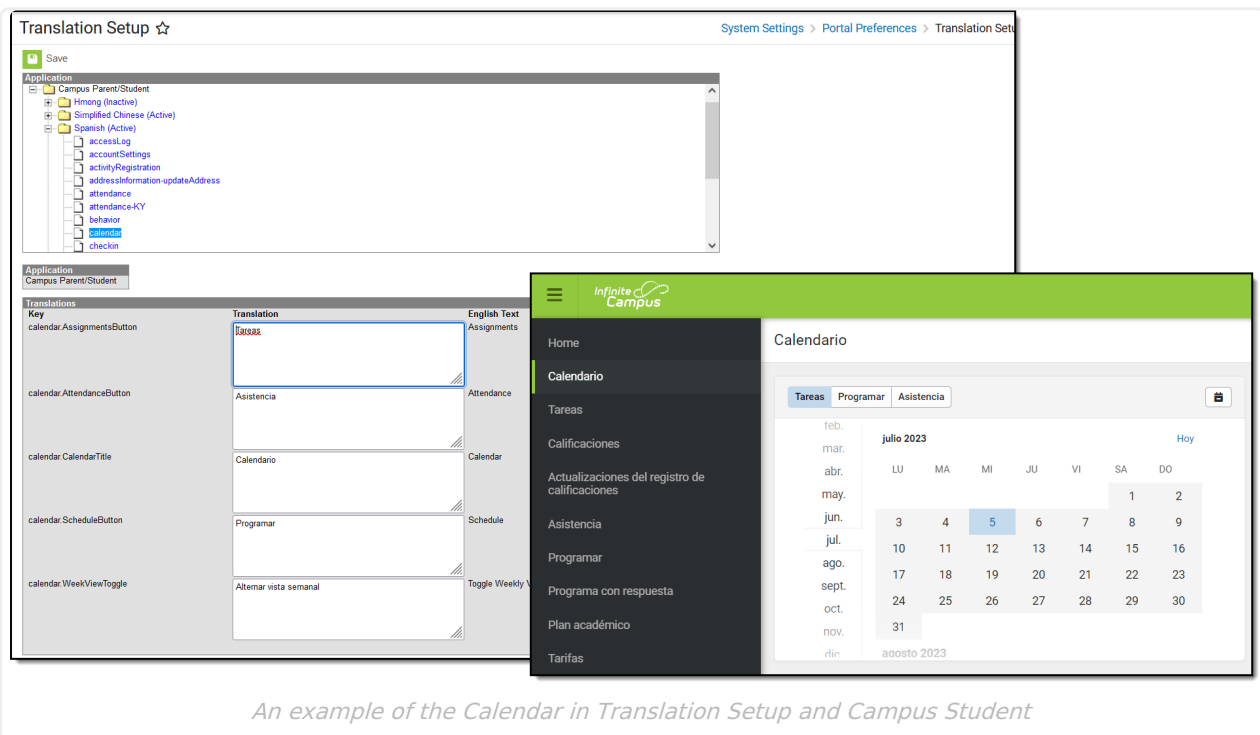 Translation Setup
System Settings > Portal Preferences > Translation Setu
Save
Application
Campus Parent/Student
Hmong (Inactive)
Simplified Chinese (Active)
Spanish (Active)
accessLog
accountSettings
activityRegistration
addressInformation-updateAddress
attendance
attendance-KY
behavior
calendar
checkin
Application
Campus Parent/Student
Translations
Key Translation English Text
calendar.AssignmentsButton Tareas Assignments
calendar.AttendanceButton Asistencia Attendance
calendar.CalendarTitle Calendario Calendar
calendar.ScheduleButton Programar Schedule
calendar.WeekViewToggle Alternar vista semanal Toggle Weekly V
Infinite
Campus
Home
Calendario
Tareas
Calificaciones
Actualizaciones del registro de
calificaciones
Asistencia
Programar
Programa con respuesta
Plan académico
Tarifas
Calendario
Tareas Programar Asistencia
feb.
mar.
abr.
may.
jun.
jul.
ago.
sept.
oct.
nov.
dic
julio 2023 Hoy
LU MA MI JU VI SA DO
1 2
3 4 5 6 7 8 9
10 11 12 13 14 15 16
17 18 19 20 21 22 23
24 25 26 27 28 29 30
31
agosto 2023
An example of the Calendar in Translation Setup and Campus Student